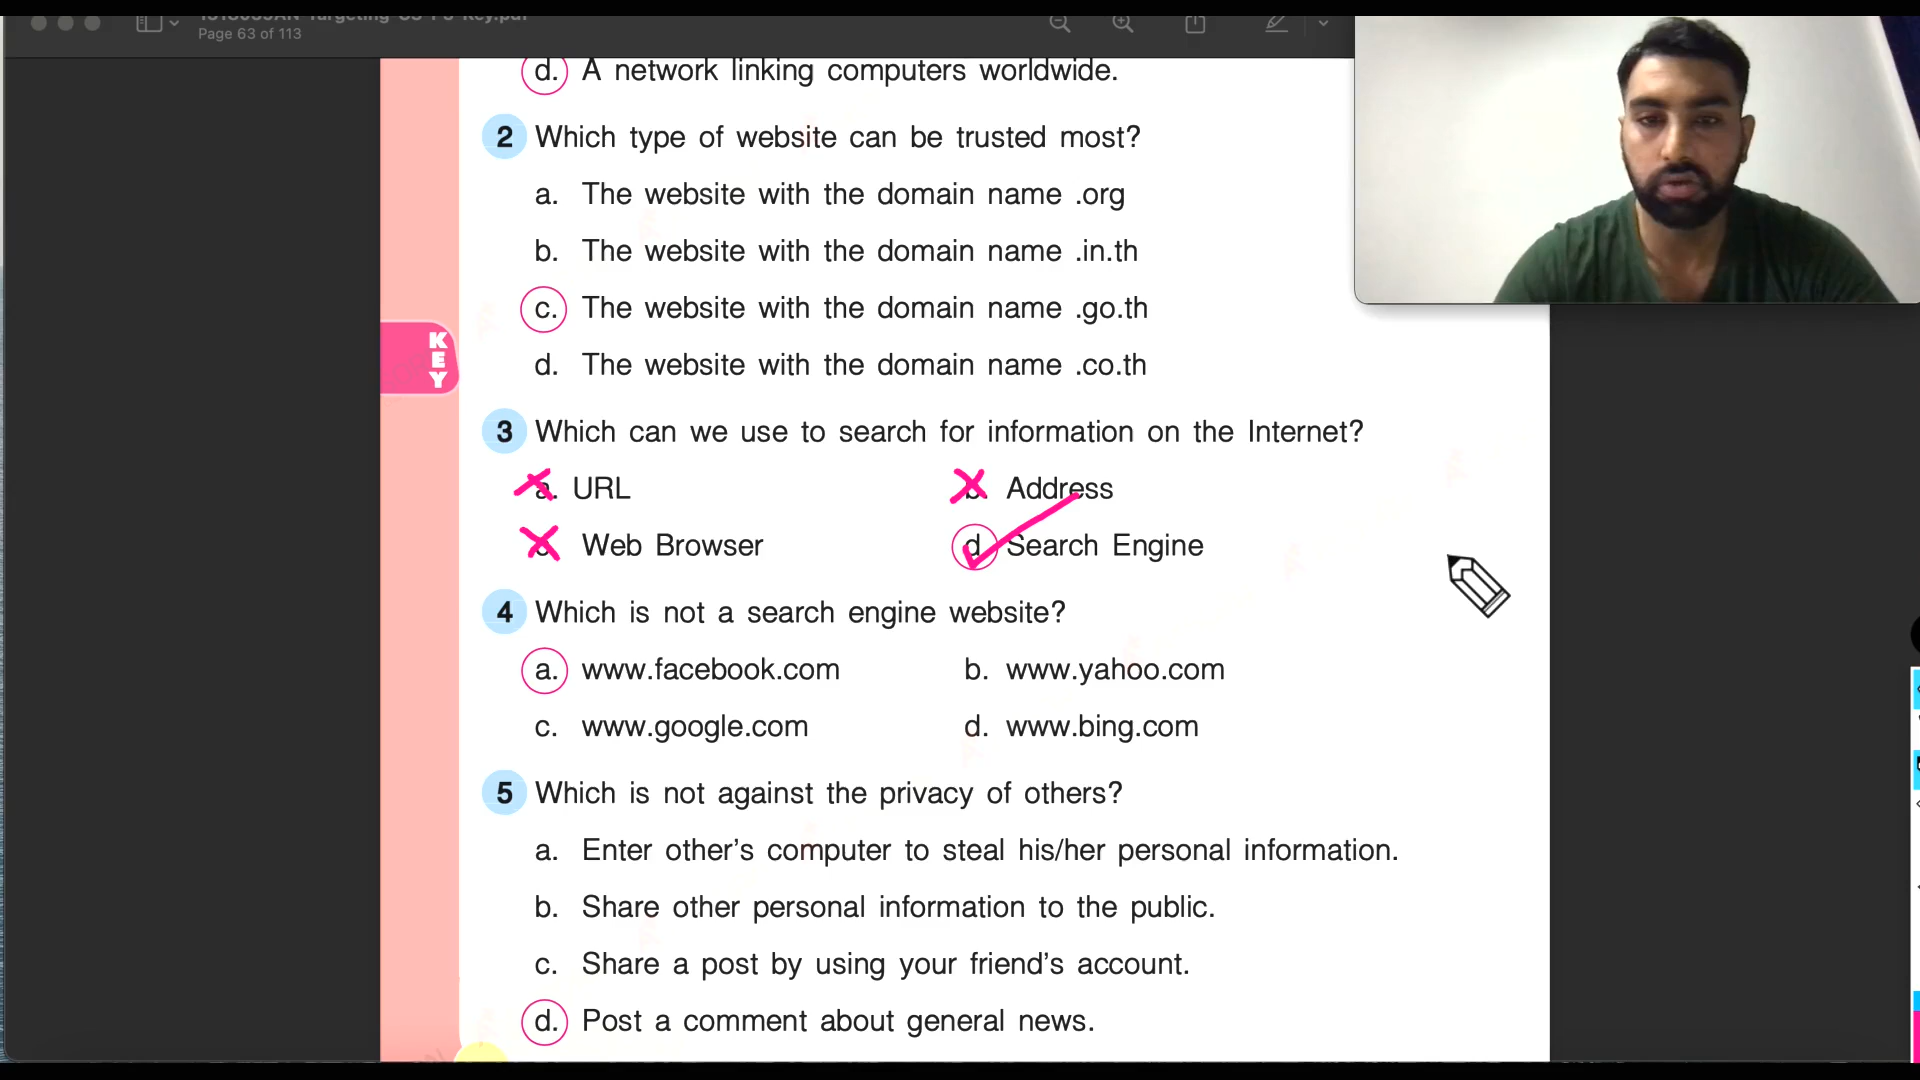 Page 63 of 113
d. A network linking computers worldwide.
2 Which type of website can be trusted most?
a. The website with the domain name .org
b. The website with the domain name .in.th
c. The website with the domain name .go.th
d. The website with the domain name .co.th
KEY
3 Which can we use to search for information on the Internet?
a. URL
b. Address
Web Browser
d. Search Engine
4 Which is not a search engine website?
a. www.facebook.com
b. www.yahoo.com
c. www.google.com
d. www.bing.com
5 Which is not against the privacy of others?
a. Enter other's computer to steal his/her personal information.
b. Share other personal information to the public.
c. Share a post by using your friend's account.
d. Post a comment about general news.